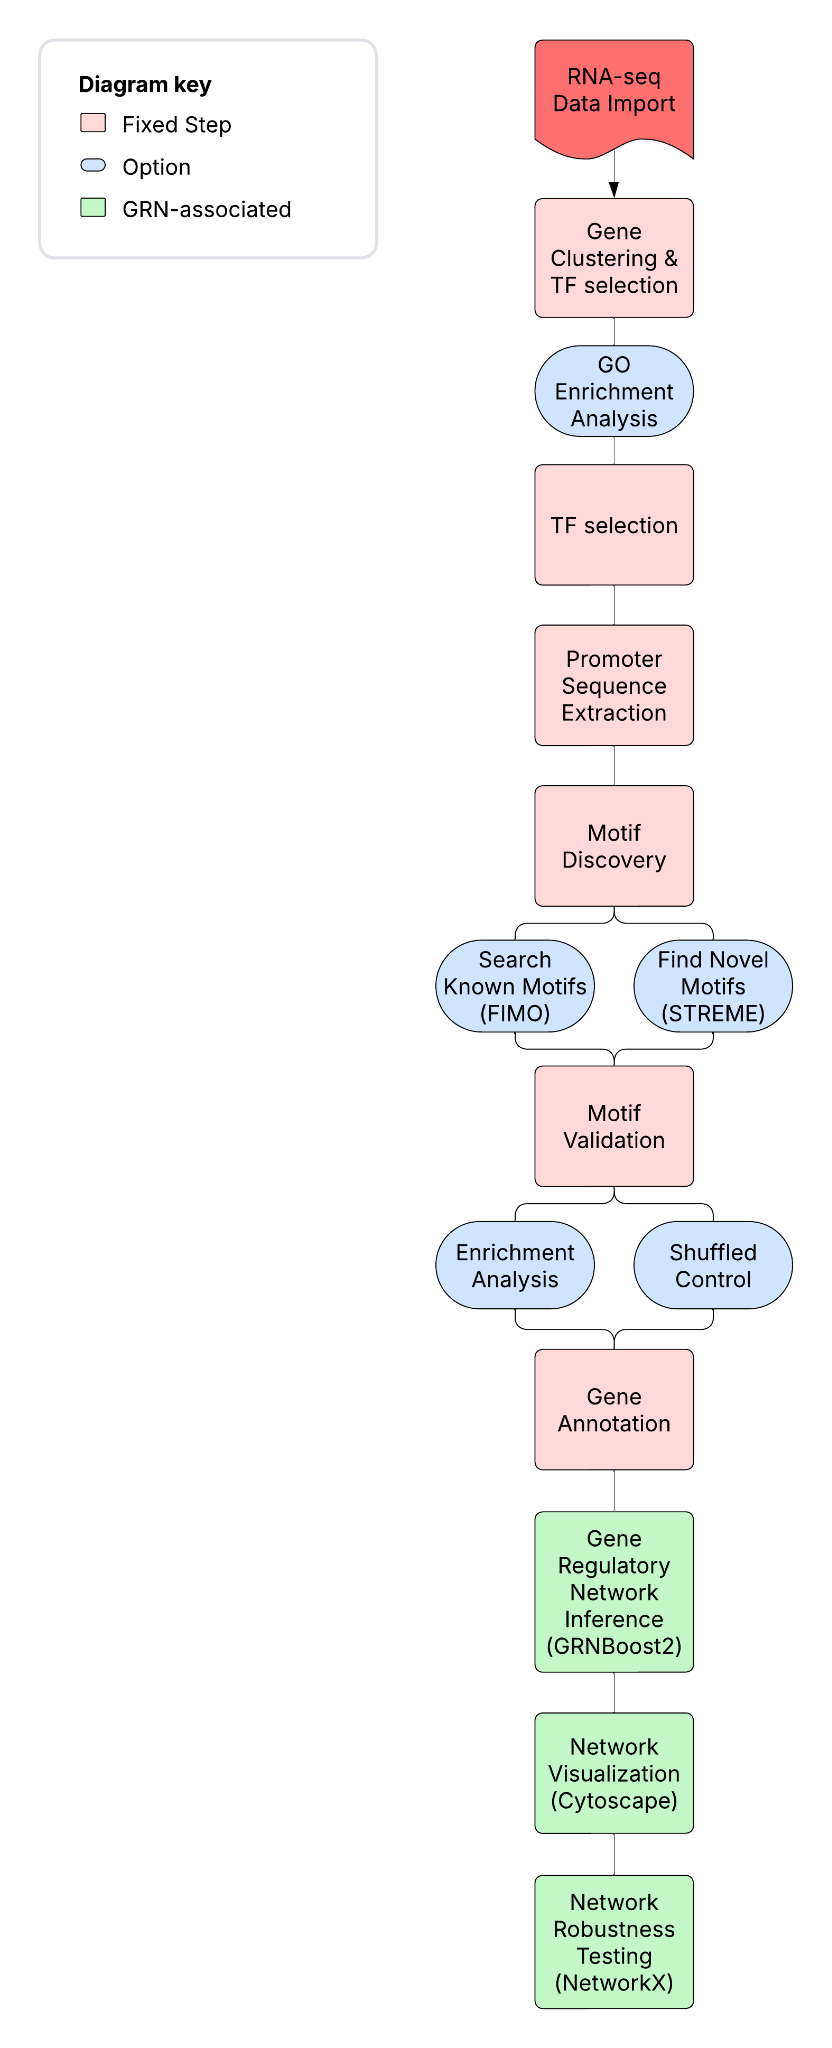 Diagram key
Fixed Step
Option
GRN-associated
RNA-seq
Data Import
Gene
Clustering &
TF selection
GO
Enrichment
Analysis
TF selection
Promoter
Sequence
Extraction
Motif
Discovery
Search
Known Motifs
(FIMO)
Find Novel
Motifs
(STREME)
Motif
Validation
Enrichment
Analysis
Shuffled
Control
Gene
Annotation
Gene
Regulatory
Network
Inference
(GRNBoost2)
Network
Visualization
(Cytoscape)
Network
Robustness
Testing
(NetworkX)